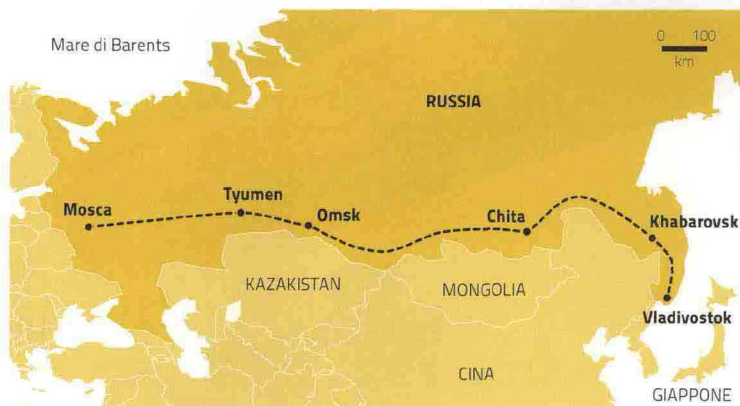 Mare di Barents
0 100
km
RUSSIA
Tyumen
Mosca
Omsk
Chita
Khabarovsk
KAZAKISTAN
MONGOLIA
Vladivostok
CINA
GIAPPONE